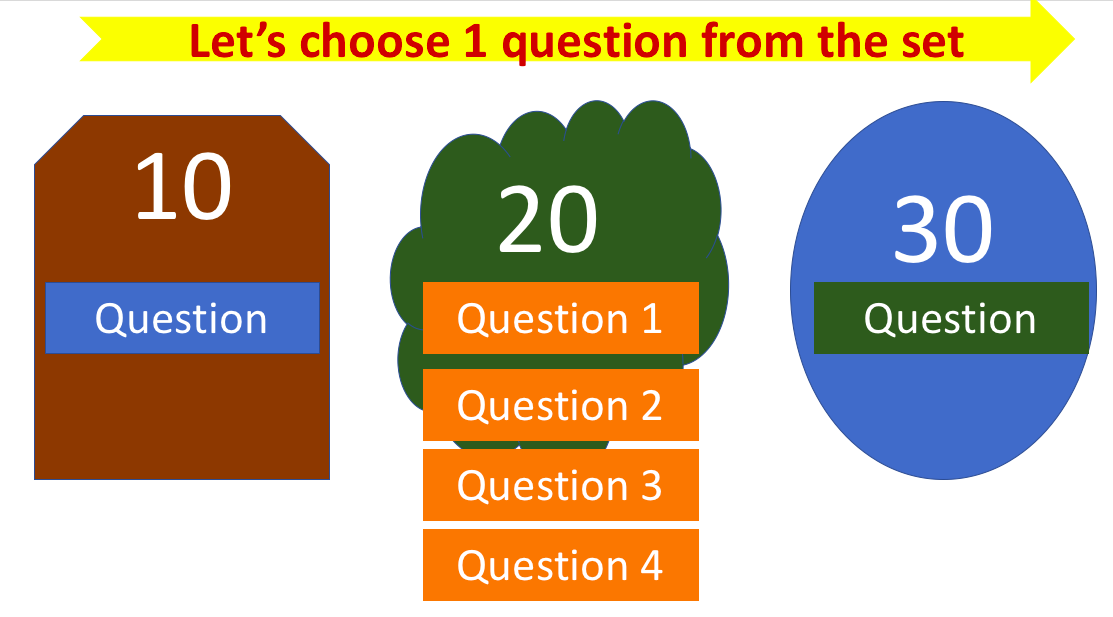 Let's choose 1 question from the set
10
Question
20
Question 1
Question 2
Question 3
Question 4
30
Question